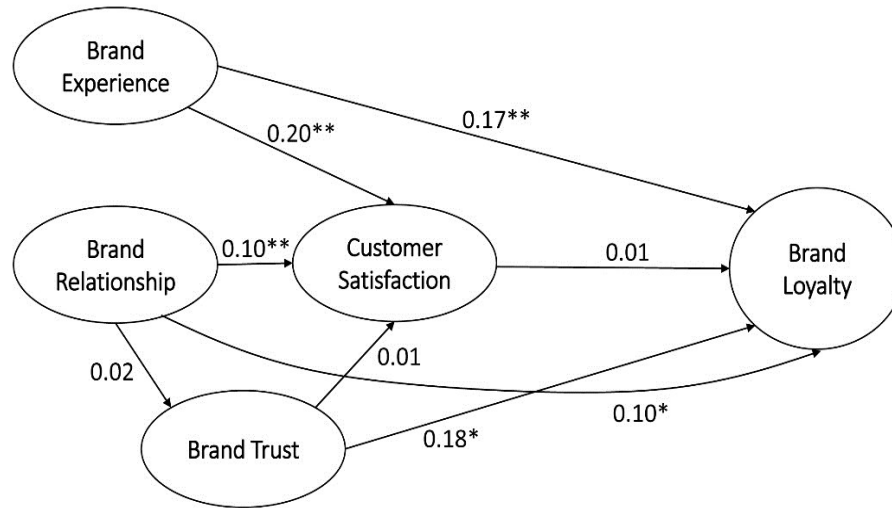 Brand
Experience
0.17**
0.20**
Brand
Relationship
0.10**
Customer
Satisfaction
0.01
Brand
Loyalty
0.02
0.01
Brand Trust
0.18*
0.10*